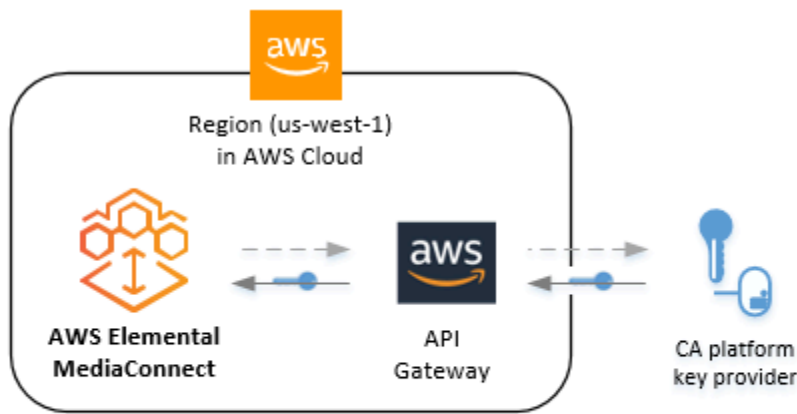 aws
Region (us-west-1)
in AWS Cloud
aws
AWS Elemental
MediaConnect
API
Gateway
CA platform
key provider